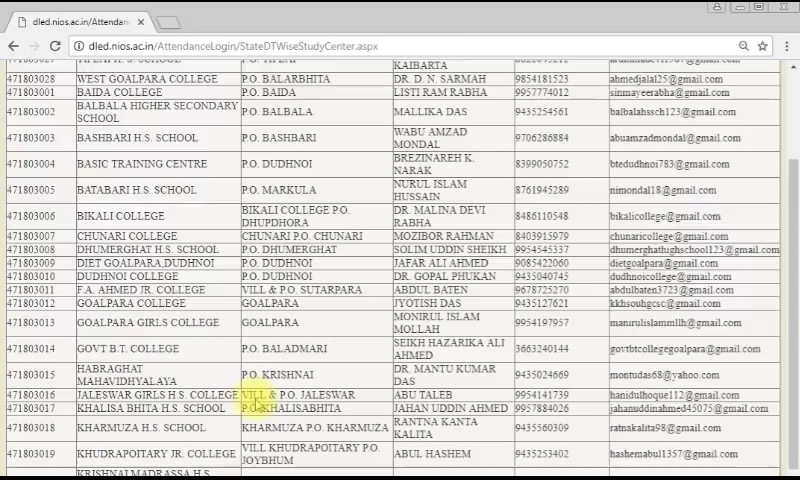 dled.nios.ac.in/Attendan
dled.nios.ac.in/AttendanceLogin/StateDTWiseStudyCenter.aspx
KAIBARTA
471803028 WEST GOALPARA COLLEGE P.O. BALARBHITA DR. D. N. SARMAH 9854181523 ahmedjalal25@gmail.com
471803001 BAIDA COLLEGE P.O. BAIDA LISTI RAM RABHA 9957774012 sinmayeerabha@gmail.com
471803002 BALBALA HIGHER SECONDARY SCHOOL P.O. BALBALA MALLIKA DAS 9435254561 balbalahssch123@gmail.com
471803003 BASHBARI H.S. SCHOOL P.O. BASHBARI WABU AMZAD MONDAL 9706286884 abuamzadmondal@gmail.com
471803004 BASIC TRAINING CENTRE P.O. DUDHNOI BREZINAREH K. NARAK 8399050752 btcdudhnoi783@gmail.com
471803005 BATABARI H.S. SCHOOL P.O. MARKULA NURUL ISLAM HUSSAIN 8761945289 nimondal18@gmail.com
471803006 BIKALI COLLEGE BIKALI COLLEGE P.O. DHUPDHORA DR. MALINA DEVI RABHA 8486110548 bikalicollege@gmail.com
471803007 CHUNARI COLLEGE CHUNARI P.O. CHUNARI MOZIBOR RAHMAN 8403915979 chunaricollege@gmail.com
471803008 DHUMERGHAT H.S. SCHOOL P.O. DHUMERGHAT SOLIM UDDIN SHEIKH 9954545337 dhumerghathighschool123@gmail.com
471803009 DIET GOALPARA,DUDHNOI P.O. DUDHNOI JAFAR ALI AHMED 9085422060 dietgoalpara@gmail.com
471803010 DUDHNOI COLLEGE P.O. DUDHNOI DR. GOPAL PHUKAN 9435040745 dudhnoicollege@gmail.com
471803011 F.A. AHMED JR. COLLEGE VILL & P.O. SUTARPARA ABDUL BATEN 9678725270 abdulbaten3723@gmail.com
471803012 GOALPARA COLLEGE GOALPARA JYOTISH DAS 9435127621 kkhsouhgcsc@gmail.com
471803013 GOALPARA GIRLS COLLEGE GOALPARA MONIRUL ISLAM MOLLAH 9954197957 manirulislammllh@gmail.com
471803014 GOVT B.T. COLLEGE P.O. BALADMARI SEIKH HAZARIKA ALI AHMED 3663240144 govtbtcollegegoalpara@gmail.com
471803015 HABRAGHAT MAHAVIDHYALAYA P.O. KRISHNAI DR. MANTU KUMAR DAS 9435024669 montudas68@yahoo.com
471803016 JALESWAR GIRLS H.S. COLLEGE VILL & P.O. JALESWAR ABU TALEB 9954141739 hanidulhoque112@gmail.com
471803017 KHALISA BHITA H.S. SCHOOL P.O. KHALISABHITA JAHAN UDDIN AHMED 9957884026 jahanuddinahmed45075@gmail.com
471803018 KHARMUZA H.S. SCHOOL KHARMUZA P.O. KHARMUZA RANTNA KANTA KALITA 9435560309 ratnakalita98@gmail.com
471803019 KHUDRAPOITARY JR. COLLEGE VILL KHUDRAPOITARY P.O. JOYBHUM ABUL HASHEM 9435253402 hashemabul1357@gmail.com
KRISHNAI MADRASSA H.S.